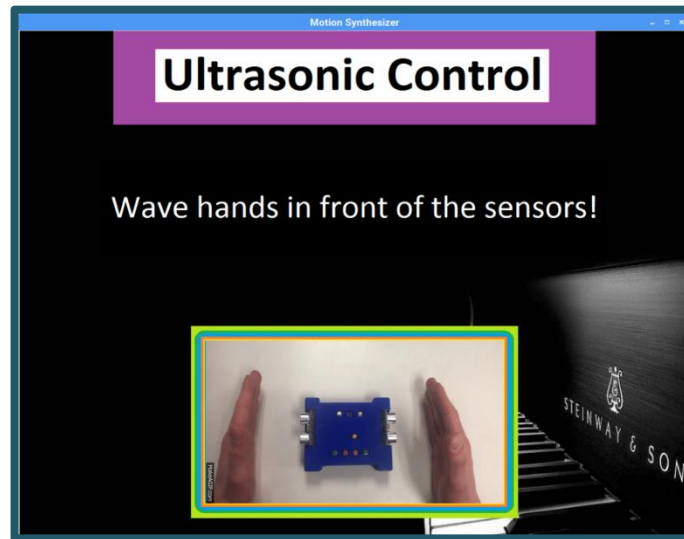 Motion Synthesizer
Ultrasonic Control
Wave hands in front of the sensors!
STEINWAY & SON